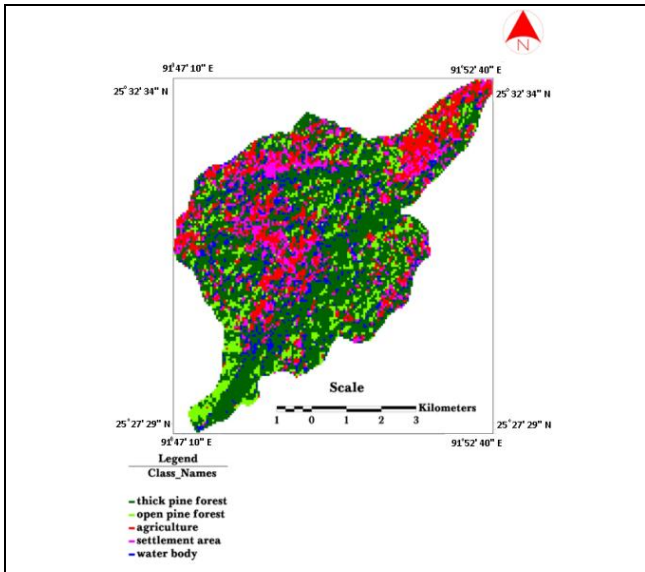 N
91°47' 10" E
91°52' 40" E
25°32' 34" N
25°32' 34" N
Scale
Kilometers
1 0 1 2 3
25°27' 29" N
25°27' 29" N
91°47' 10" E
91°52' 40" E
Legend
Class_Names
thick pine forest
open pine forest
agriculture
settlement area
water body